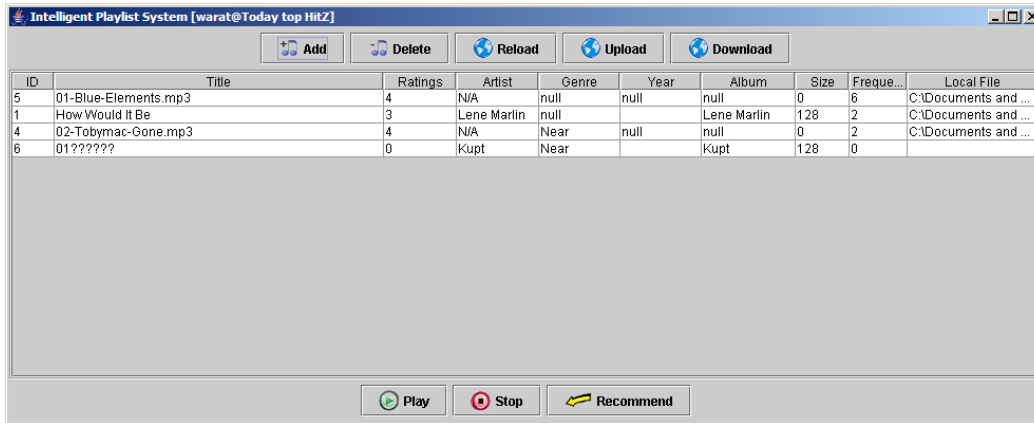 Intelligent Playlist System [warat@Today top HitZ]
Add Delete Reload Upload Download
ID Title Ratings Artist Genre Year Album Size Freque... Local File
5 01-Blue-Elements.mp3 4 N/A null null null 0 6 C:\Documents and ...
1 How Would It Be 3 Lene Marlin null Lene Marlin 128 2 C:\Documents and ...
4 02-Tobymac-Gone.mp3 4 N/A Near null null 0 2 C:\Documents and ...
6 01?????? 0 Kupt Near Kupt 128 0
Play Stop Recommend